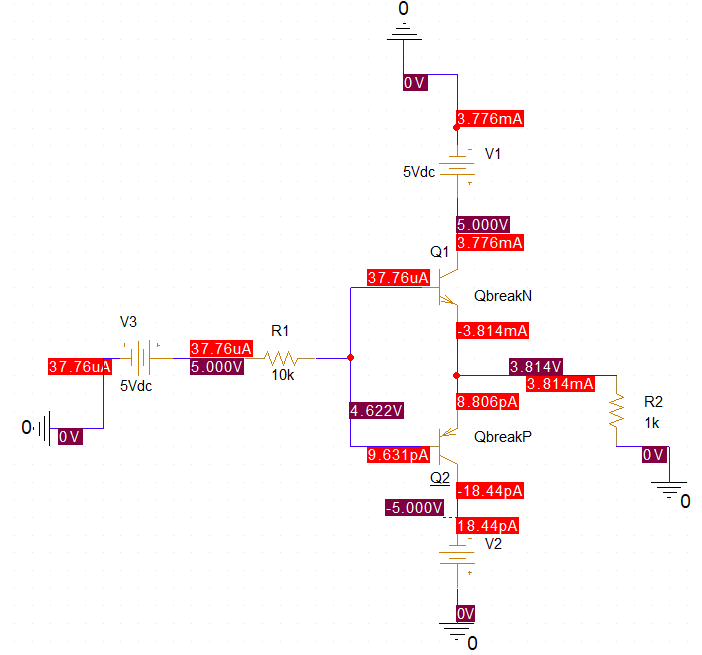 0
0V
3.776mA
V1
5Vdc
5.000V
3.776mA
Q1
37.76uA
QbreakN
V3
R1
-3.814mA
37.76uA
37.76uA
5.000V
3.814V
5Vdc
10k
3.814mA
8.806pA
R2
4.622V
1k
0
0V
QbreakP
9.631pA
0V
Q2
-18.44pA
0
-5.000V
18.44pA
V2
0V
0